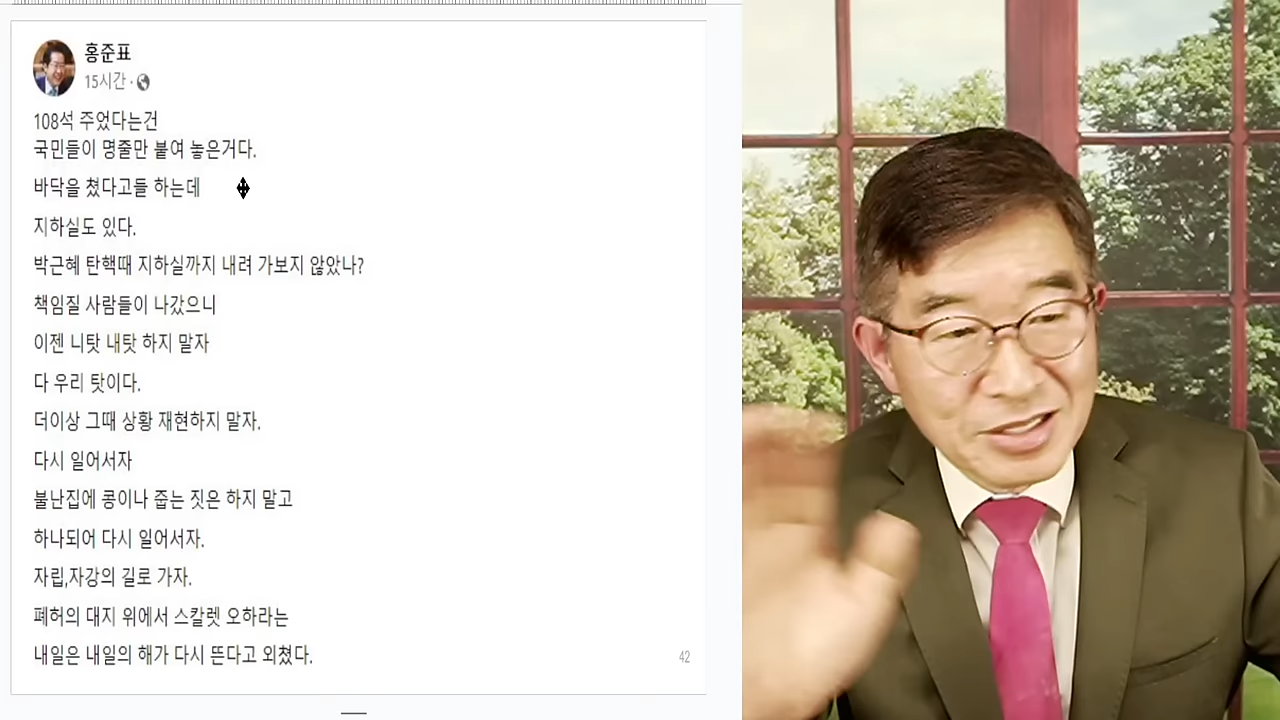 홍준표
15시간 ·
108석 주었다는건
국민들이 명줄만 붙여 놓은거다.
바닥을 쳤다고들 하는데
지하실도 있다.
박근혜 탄핵때 지하실까지 내려 가보지 않았나?
책임질 사람들이 나갔으니
이젠 니탓 내탓 하지 말자
다 우리 탓이다.
더이상 그때 상황 재현하지 말자.
다시 일어서자
불난집에 콩이나 줍는 짓은 하지 말고
하나되어 다시 일어서자.
자립,자강의 길로 가자.
폐허의 대지 위에서 스칼렛 오하라는
내일은 내일의 해가 다시 뜬다고 외쳤다.
42